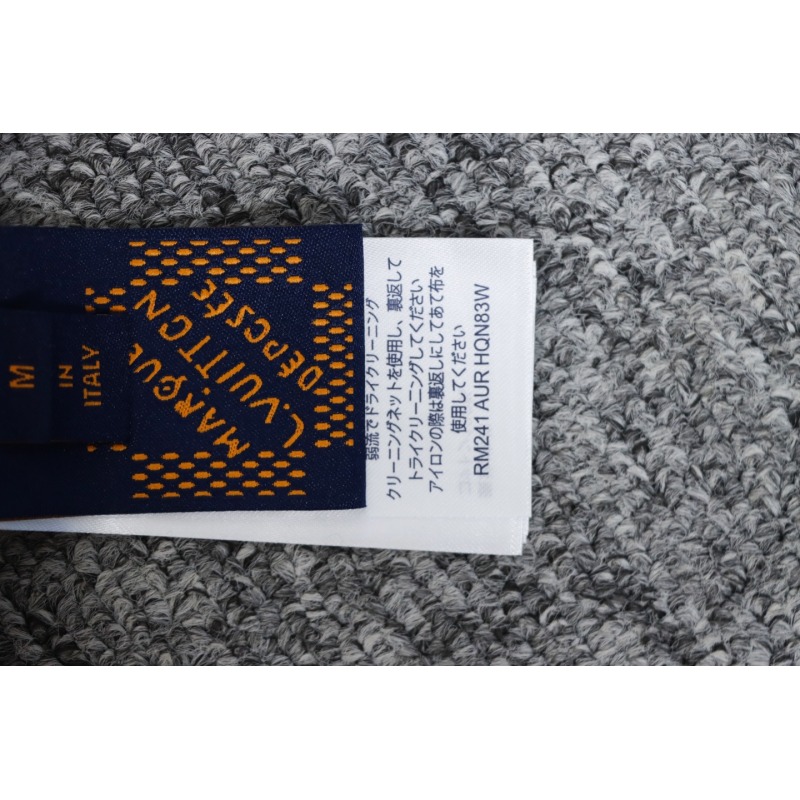 M
IN
ITALY
MARQUE
L.VUITTON
DÉPOSÉE
弱流でドライクリーニング
クリーニングネットを使用し、裏返して
トライクリーニングしてください
アイロンの際は裏返しにしてあて布を
使用してください
RM241 AUR HQN83W